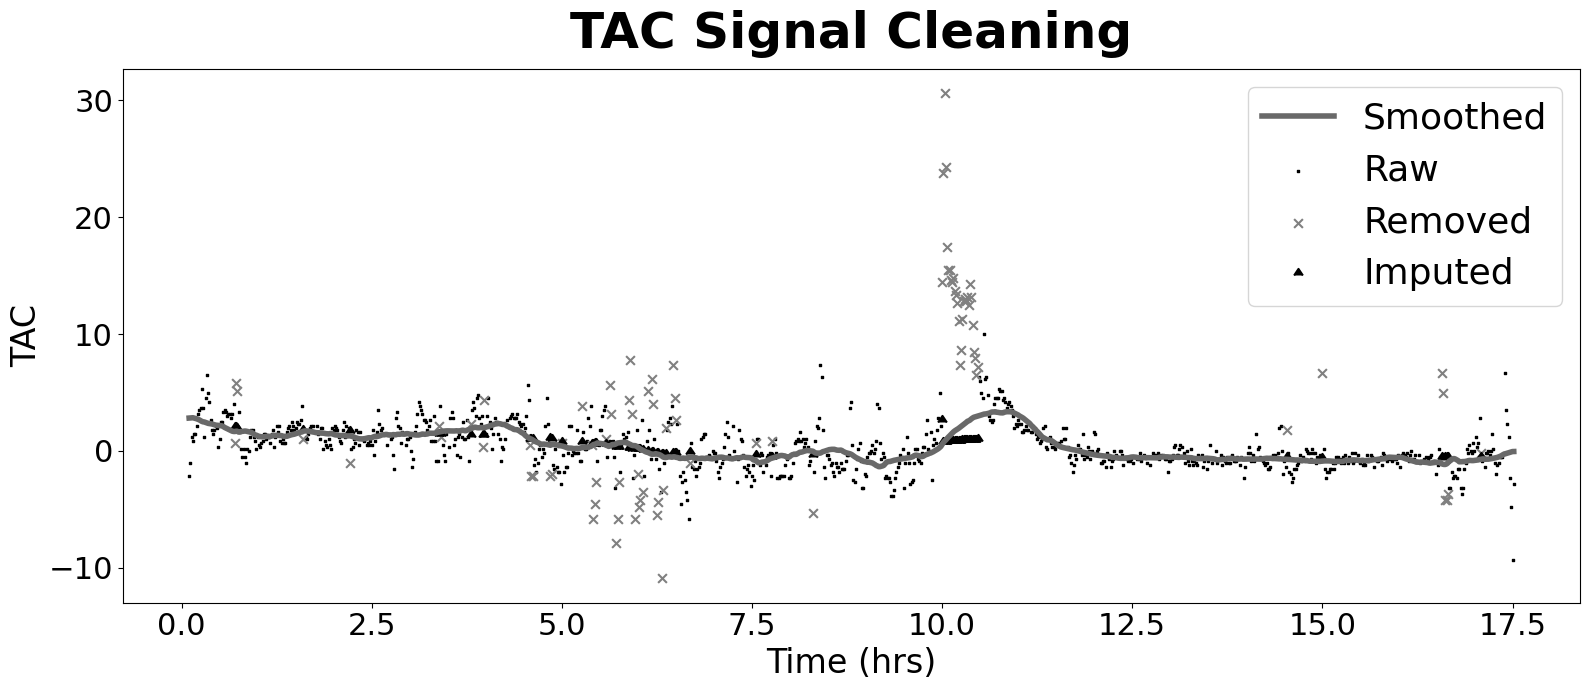 TAC Signal Cleaning
30
20
10
0
−10
TAC
Smoothed
Raw
Removed
Imputed
0.0 2.5 5.0 7.5 10.0 12.5 15.0 17.5
Time (hrs)